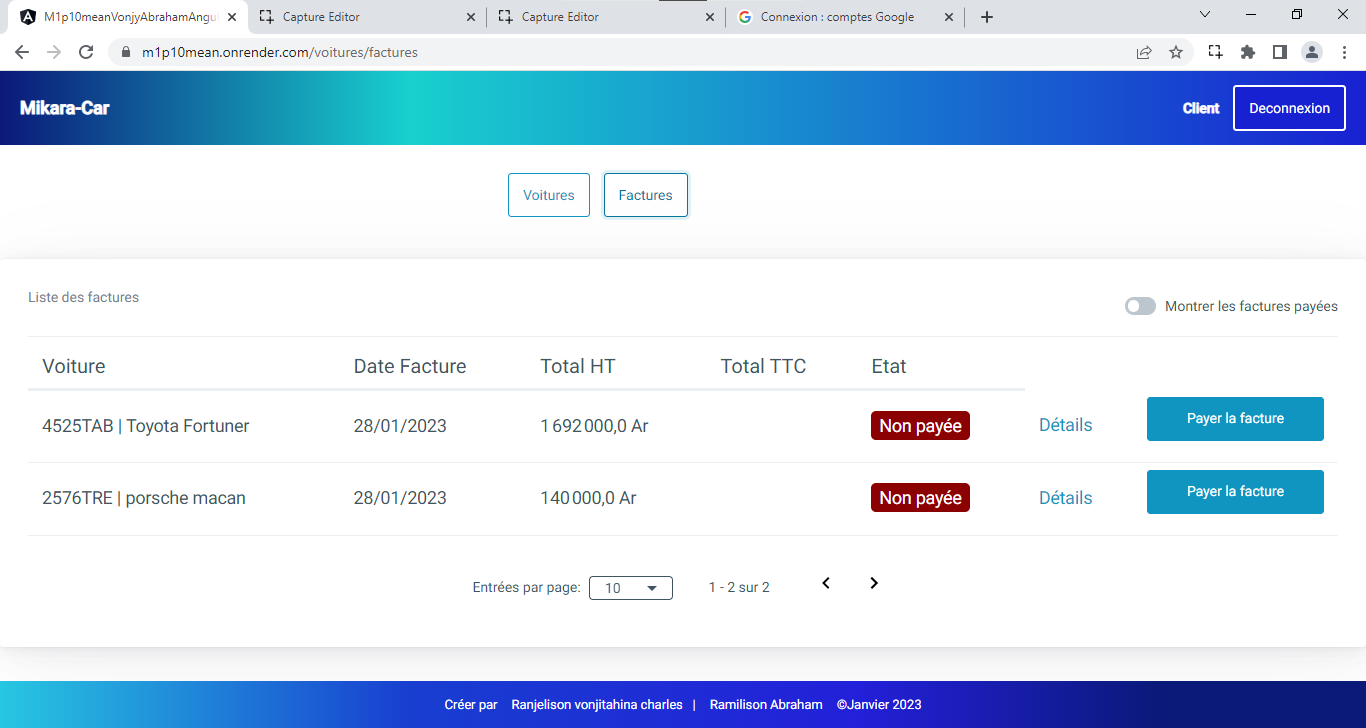 M1p10meanVonjyAbrahamAngu
Capture Editor
Capture Editor
Connexion : comptes Google
m1p10mean.onrender.com/voitures/factures
Mikara-Car
Client
Deconnexion
Voitures
Factures
Liste des factures
Montrer les factures payées
Voiture Date Facture Total HT Total TTC Etat
4525TAB | Toyota Fortuner 28/01/2023 1 692 000,0 Ar Non payée Détails Payer la facture
2576TRE | porsche macan 28/01/2023 140 000,0 Ar Non payée Détails Payer la facture
Entrées par page: 10 1 - 2 sur 2
Créer par Ranjelison vonjitahina charles | Ramilison Abraham ©Janvier 2023